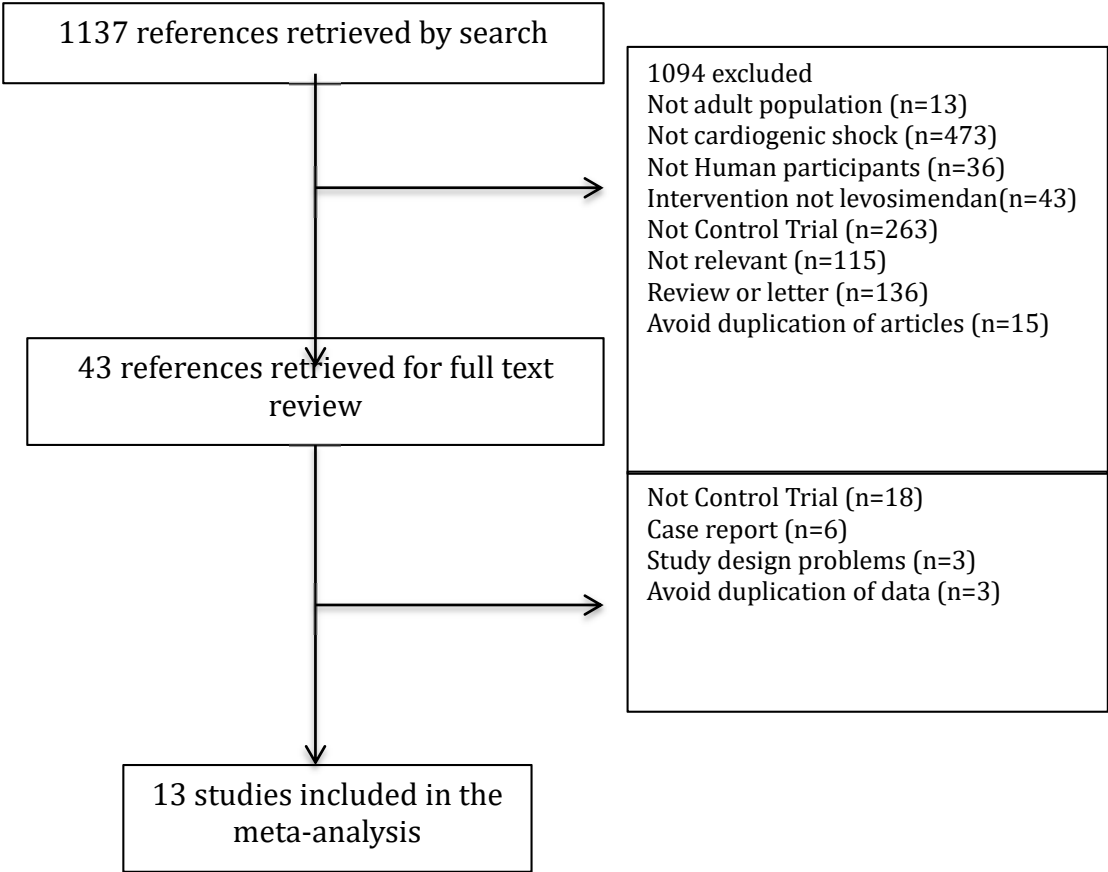 1137 references retrieved by search
1094 excluded
Not adult population (n=13)
Not cardiogenic shock (n=473)
Not Human participants (n=36)
Intervention not levosimendan(n=43)
Not Control Trial (n=263)
Not relevant (n=115)
Review or letter (n=136)
Avoid duplication of articles (n=15)
43 references retrieved for full text
review
Not Control Trial (n=18)
Case report (n=6)
Study design problems (n=3)
Avoid duplication of data (n=3)
13 studies included in the
meta-analysis